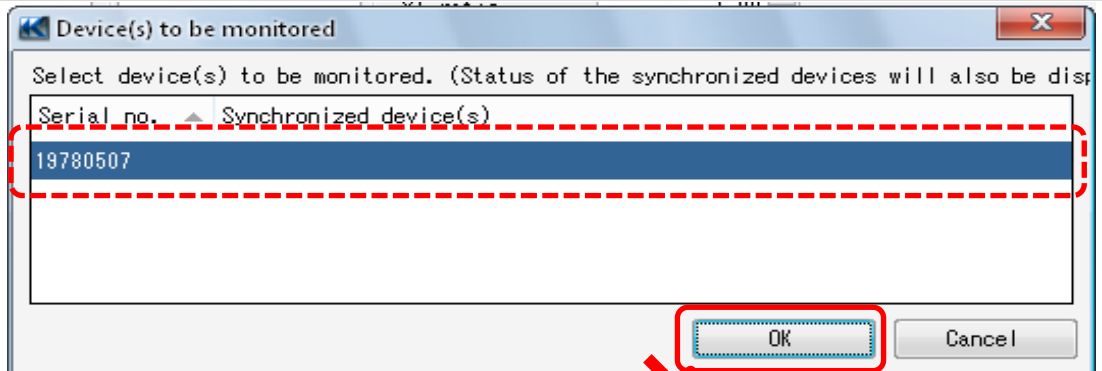 Device(s) to be monitored
Select device(s) to be monitored. (Status of the synchronized devices will also be
Serial no. Synchronized device(s)
19780507
OK Cancel